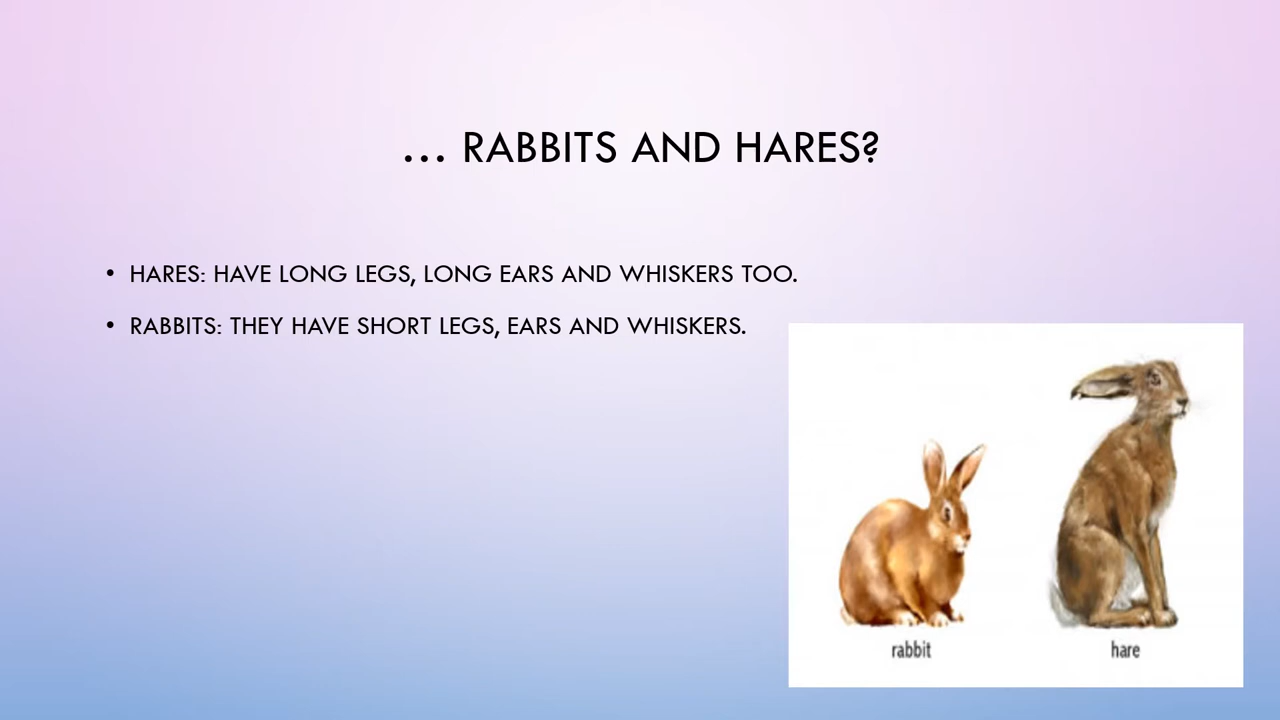 ... RABBITS AND HARES?
• HARES: HAVE LONG LEGS, LONG EARS AND WHISKERS TOO.
• RABBITS: THEY HAVE SHORT LEGS, EARS AND WHISKERS.
rabbit
hare